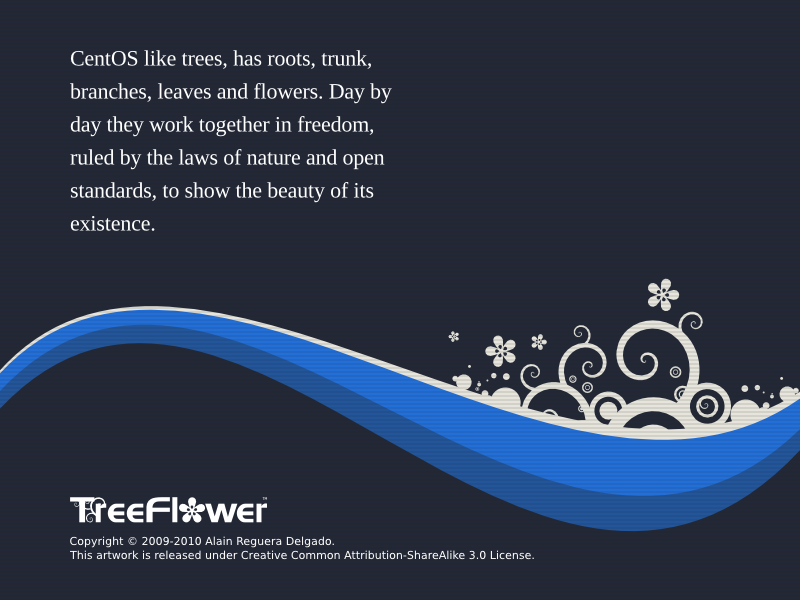 CentOS like trees, has roots, trunk,
branches, leaves and flowers. Day by
day they work together in freedom,
ruled by the laws of nature and open
standards, to show the beauty of its
existence.
TreeFlower™
Copyright © 2009-2010 Alain Reguera Delgado.
This artwork is released under Creative Common Attribution-ShareAlike 3.0 License.